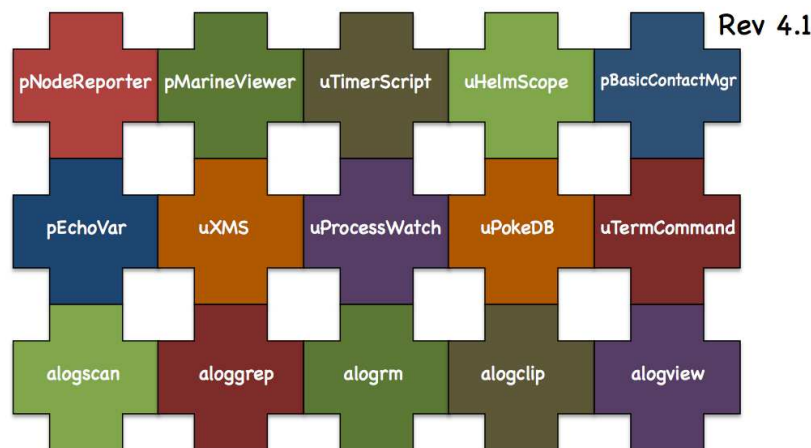 Rev 4.1
pNodeReporter pMarineViewer uTimerScript uHelmScope pBasicContactMgr
pEchoVar uXMS uProcessWatch uPokeDB uTermCommand
alogscan aloggrep alogrm alogclip alogview